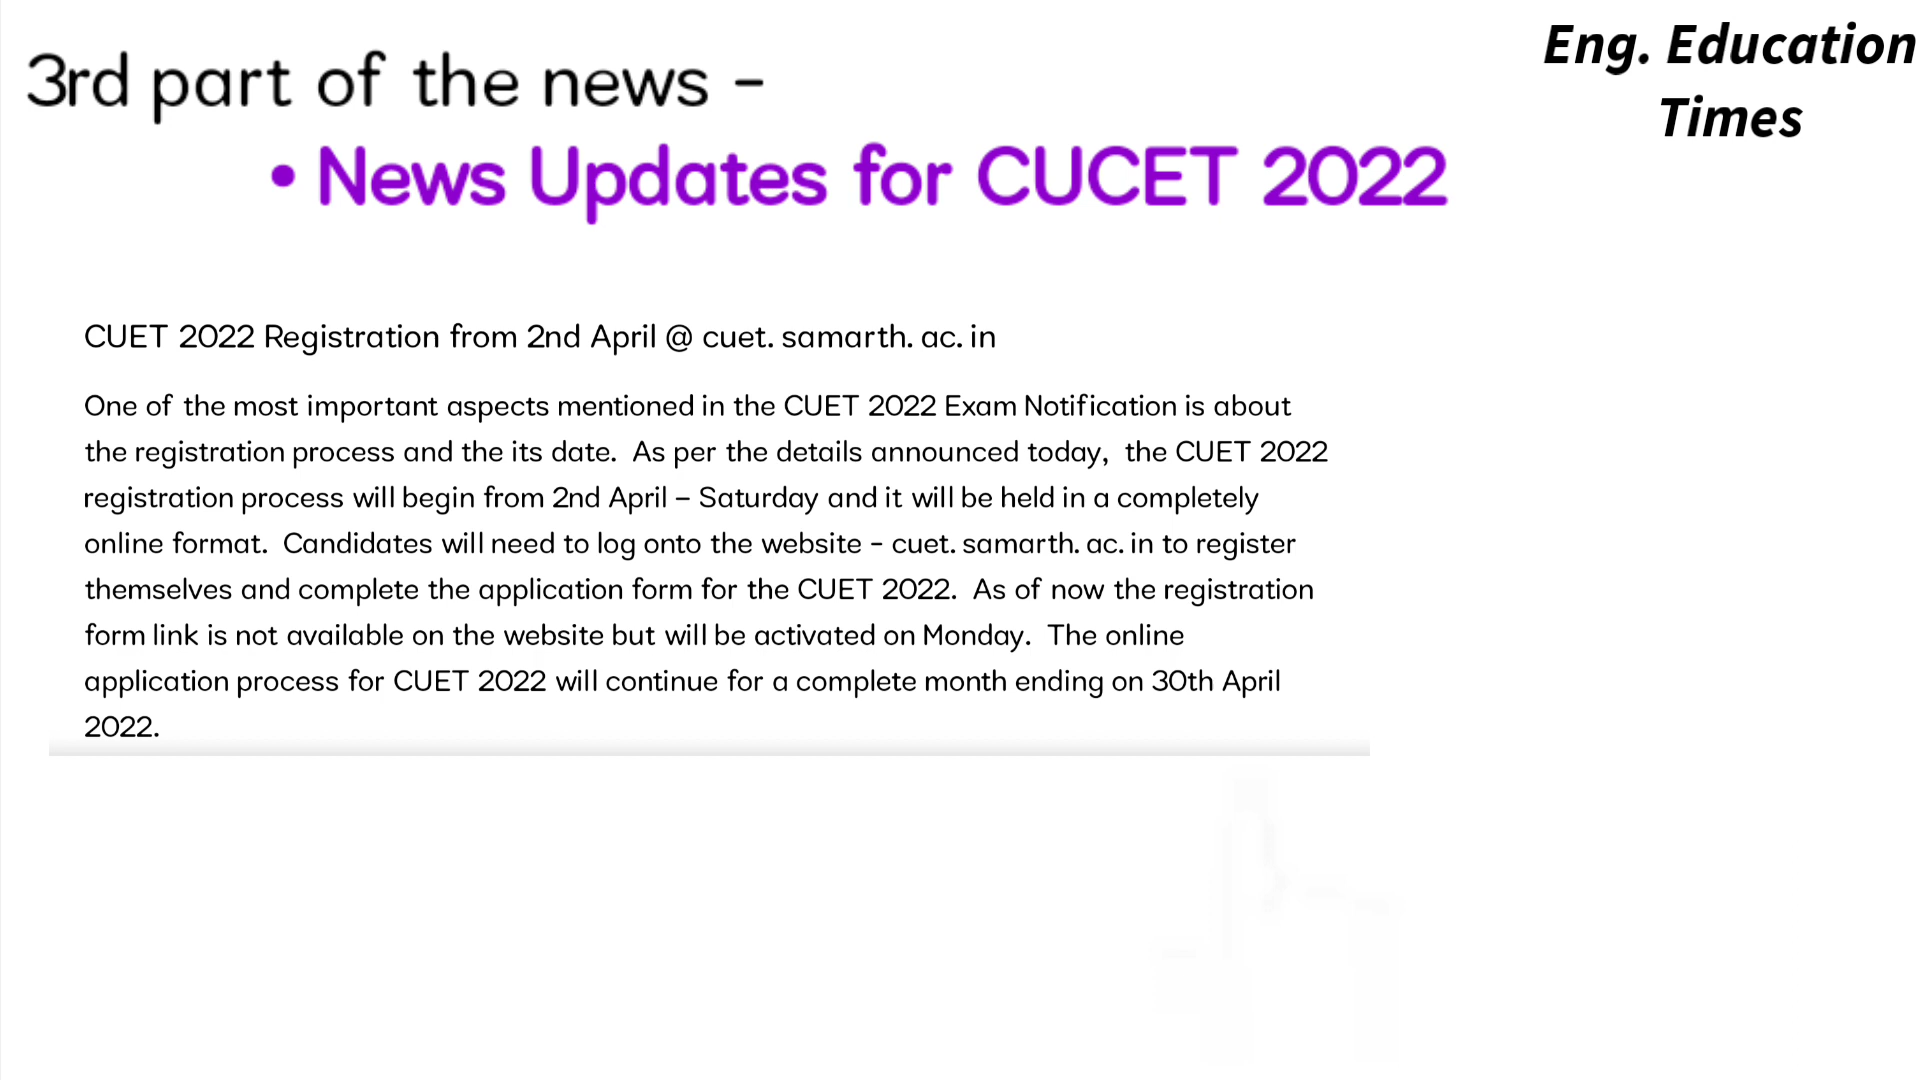 3rd part of the news -
• News Updates for CUCET 2022
Eng. Education
Times
CUET 2022 Registration from 2nd April @ cuet. samarth. ac. in
One of the most important aspects mentioned in the CUET 2022 Exam Notification is about
the registration process and the its date. As per the details announced today, the CUET 2022
registration process will begin from 2nd April – Saturday and it will be held in a completely
online format. Candidates will need to log onto the website - cuet. samarth. ac. in to register
themselves and complete the application form for the CUET 2022. As of now the registration
form link is not available on the website but will be activated on Monday. The online
application process for CUET 2022 will continue for a complete month ending on 30th April
2022.